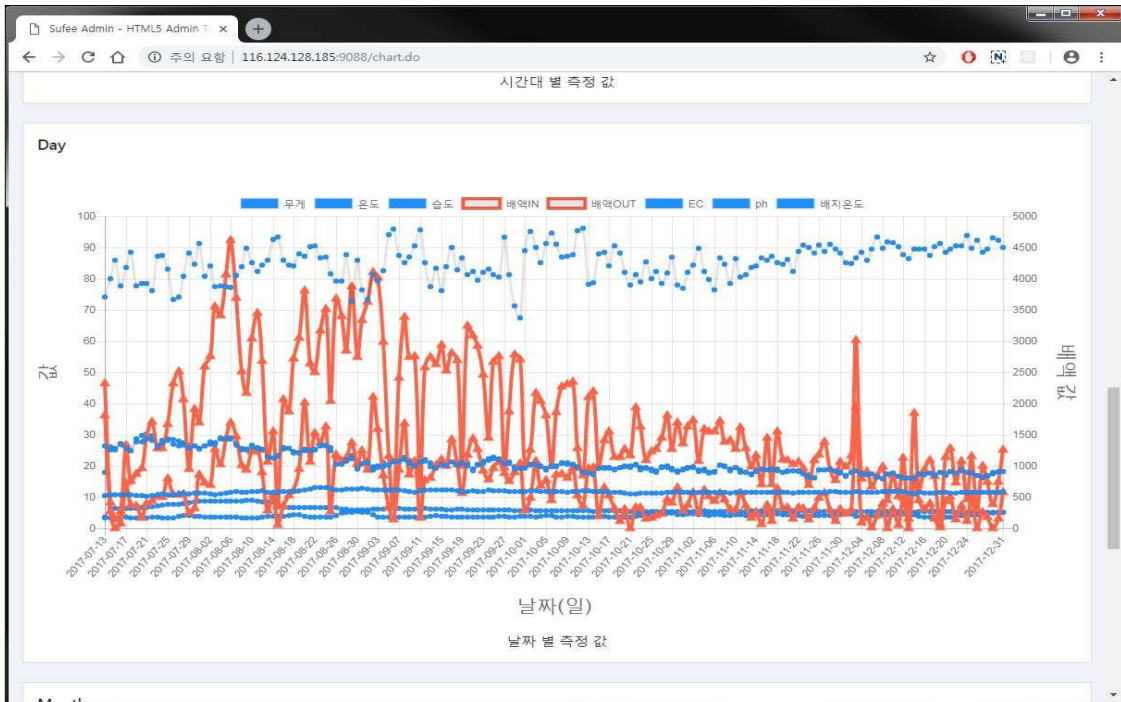 Sufee Admin - HTML5 Admin T
주의 요함 | 116.124.128.185:9088/chart.do
시간대 별 측정 값
Day
무게 온도 습도 배액IN 배액OUT EC ph 배지온도
100 5000
90 4500
80 4000
70 3500
60 3000
50 2500
40 2000
30 1500
20 1000
10 500
0 0
값
배액 값
2017-07-13 2017-07-17 2017-07-21 2017-07-25 2017-07-29 2017-08-02 2017-08-06 2017-08-10 2017-08-14 2017-08-18 2017-08-22 2017-08-26 2017-08-30 2017-09-03 2017-09-07 2017-09-11 2017-09-15 2017-09-19 2017-09-23 2017-09-27 2017-10-01 2017-10-05 2017-10-09 2017-10-13 2017-10-17 2017-10-21 2017-10-25 2017-10-29 2017-11-02 2017-11-06 2017-11-10 2017-11-14 2017-11-18 2017-11-22 2017-11-26 2017-11-30 2017-12-04 2017-12-08 2017-12-12 2017-12-16 2017-12-20 2017-12-24 2017-12-31
날짜(일)
날짜 별 측정 값